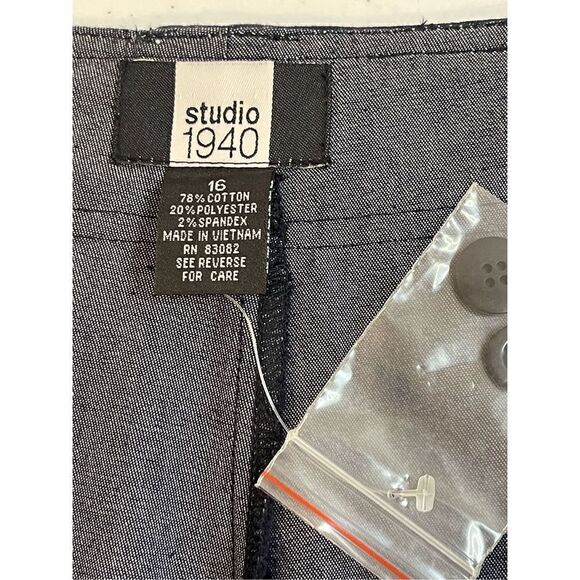 studio
1940
16
78% COTTON
20% POLYESTER
2% SPANDEX
MADE IN VIETNAM
RN 83082
SEE REVERSE
FOR CARE